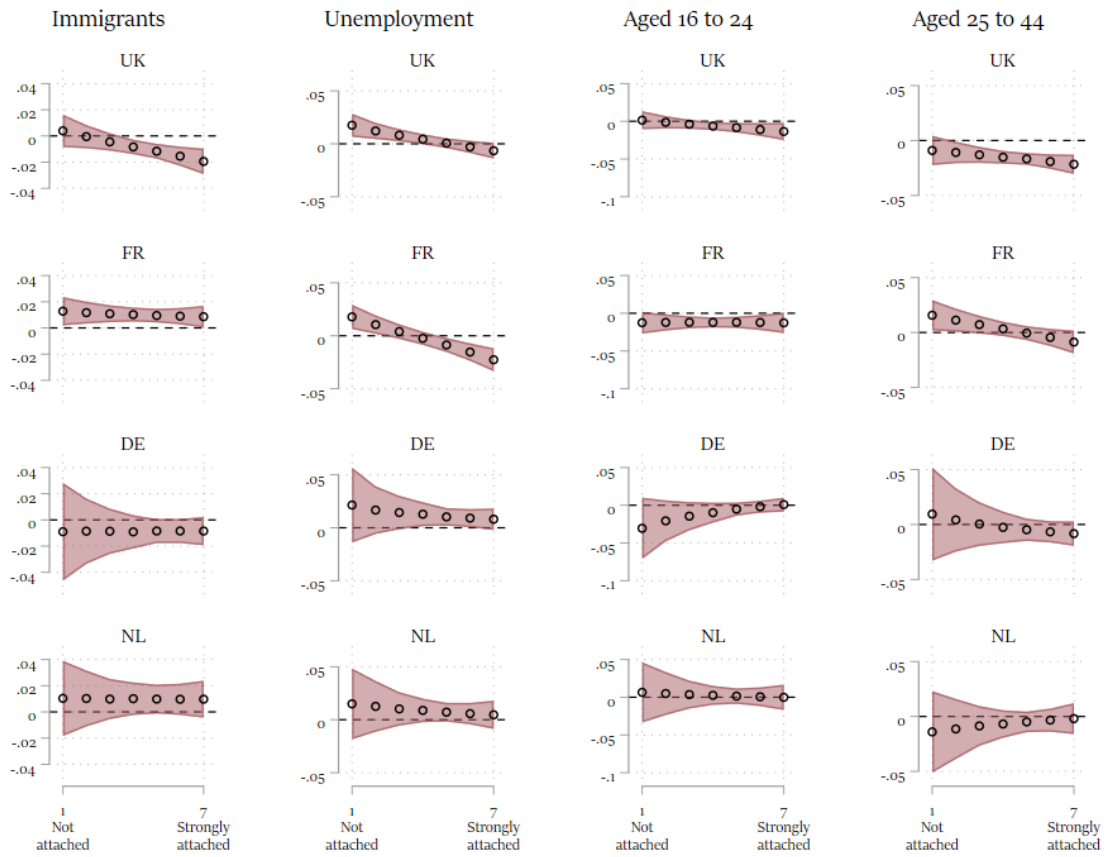 Immigrants Unemployment Aged 16 to 24 Aged 25 to 44
UK UK UK UK
.04 .02 0 -.02 -.04
.05 0 -.05
.05 0 -.05 -.1
.05 0 -.05
FR FR FR FR
.04 .02 0 -.02 -.04
.05 0 -.05
.05 0 -.05 -.1
.05 0 -.05
DE DE DE DE
.04 .02 0 -.02 -.04
.05 0 -.05
.05 0 -.05 -.1
.05 0 -.05
NL NL NL NL
.04 .02 0 -.02 -.04
.05 0 -.05
.05 0 -.05 -.1
.05 0 -.05
1 7 1 7 1 7 1 7
Not Strongly Not Strongly Not Strongly Not Strongly
attached attached attached attached attached attached attached attached